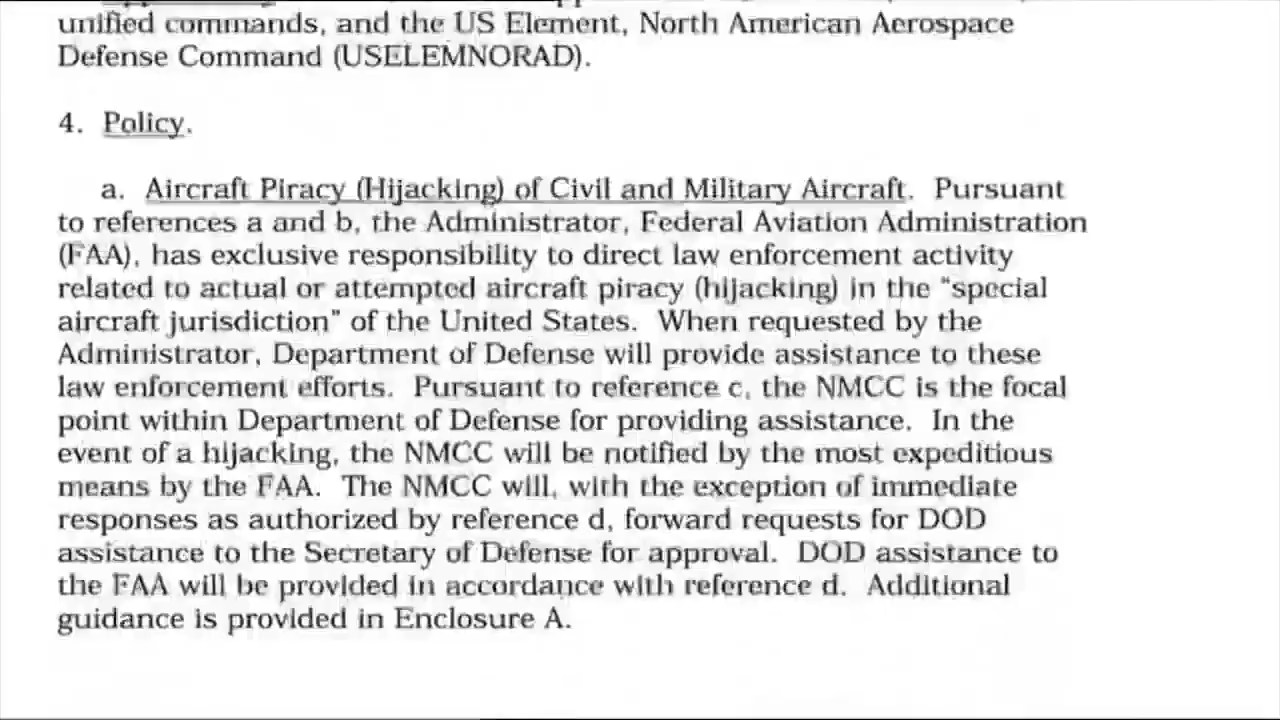 unified commands, and the US Element, North American Aerospace
Defense Command (USELEMNORAD).
4. Policy.
a. Aircraft Piracy (Hijacking) of Civil and Military Aircraft. Pursuant
to references a and b, the Administrator, Federal Aviation Administration
(FAA), has exclusive responsibility to direct law enforcement activity
related to actual or attempted aircraft piracy (hijacking) in the “special
aircraft jurisdiction” of the United States. When requested by the
Administrator, Department of Defense will provide assistance to these
law enforcement efforts. Pursuant to reference c, the NMCC is the focal
point within Department of Defense for providing assistance. In the
event of a hijacking, the NMCC will be notified by the most expeditious
means by the FAA. The NMCC will, with the exception of immediate
responses as authorized by reference d, forward requests for DOD
assistance to the Secretary of Defense for approval. DOD assistance to
the FAA will be provided in accordance with reference d. Additional
guidance is provided in Enclosure A.